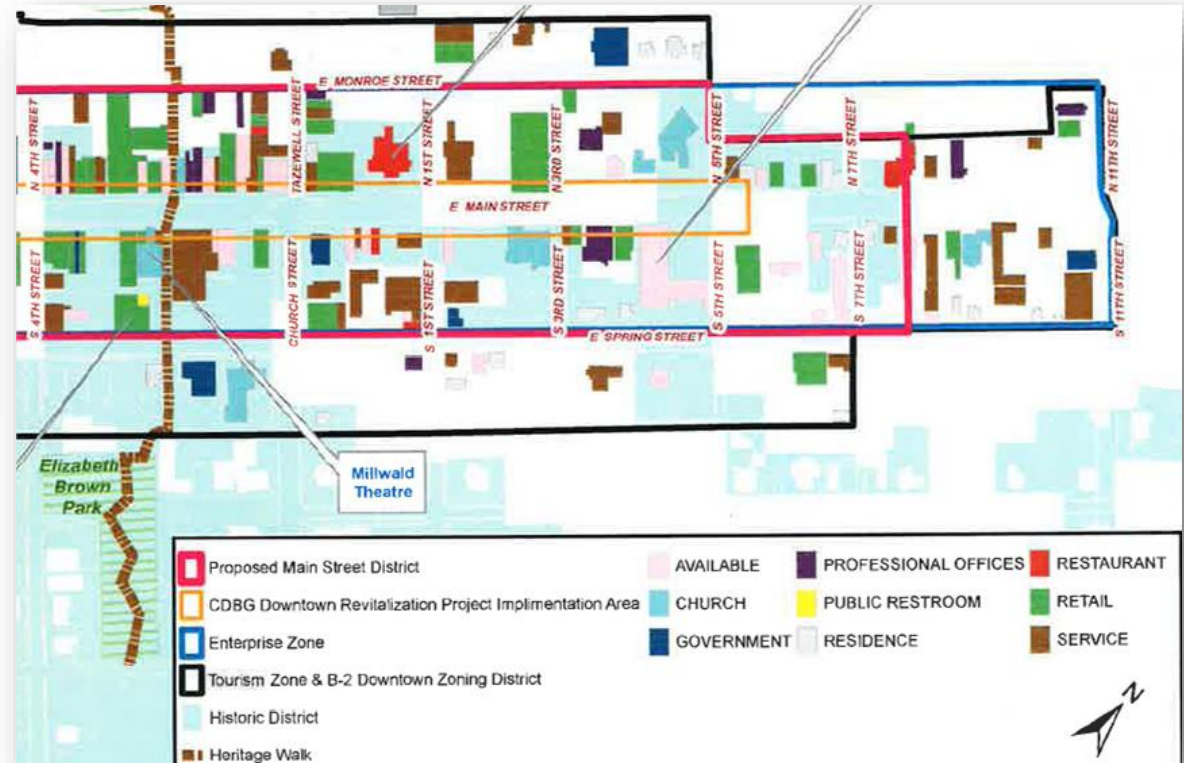 E MONROE STREET
N 4TH STREET
TAZEWELL STREET
N 1ST STREET
N 3RD STREET
N 5TH STREET
N 7TH STREET
N 11TH STREET
E MAIN STREET
S 4TH STREET
CHURCH STREET
S 1ST STREET
S 3RD STREET
S 5TH STREET
S 7TH STREET
S 11TH STREET
E SPRING STREET
Elizabeth
Brown
Park
Millwald
Theatre
Proposed Main Street District
CDBG Downtown Revitalization Project Implimentation Area
Enterprise Zone
Tourism Zone & B-2 Downtown Zoning District
Historic District
Heritage Walk
AVAILABLE
CHURCH
GOVERNMENT
PROFESSIONAL OFFICES
PUBLIC RESTROOM
RESIDENCE
RESTAURANT
RETAIL
SERVICE
N